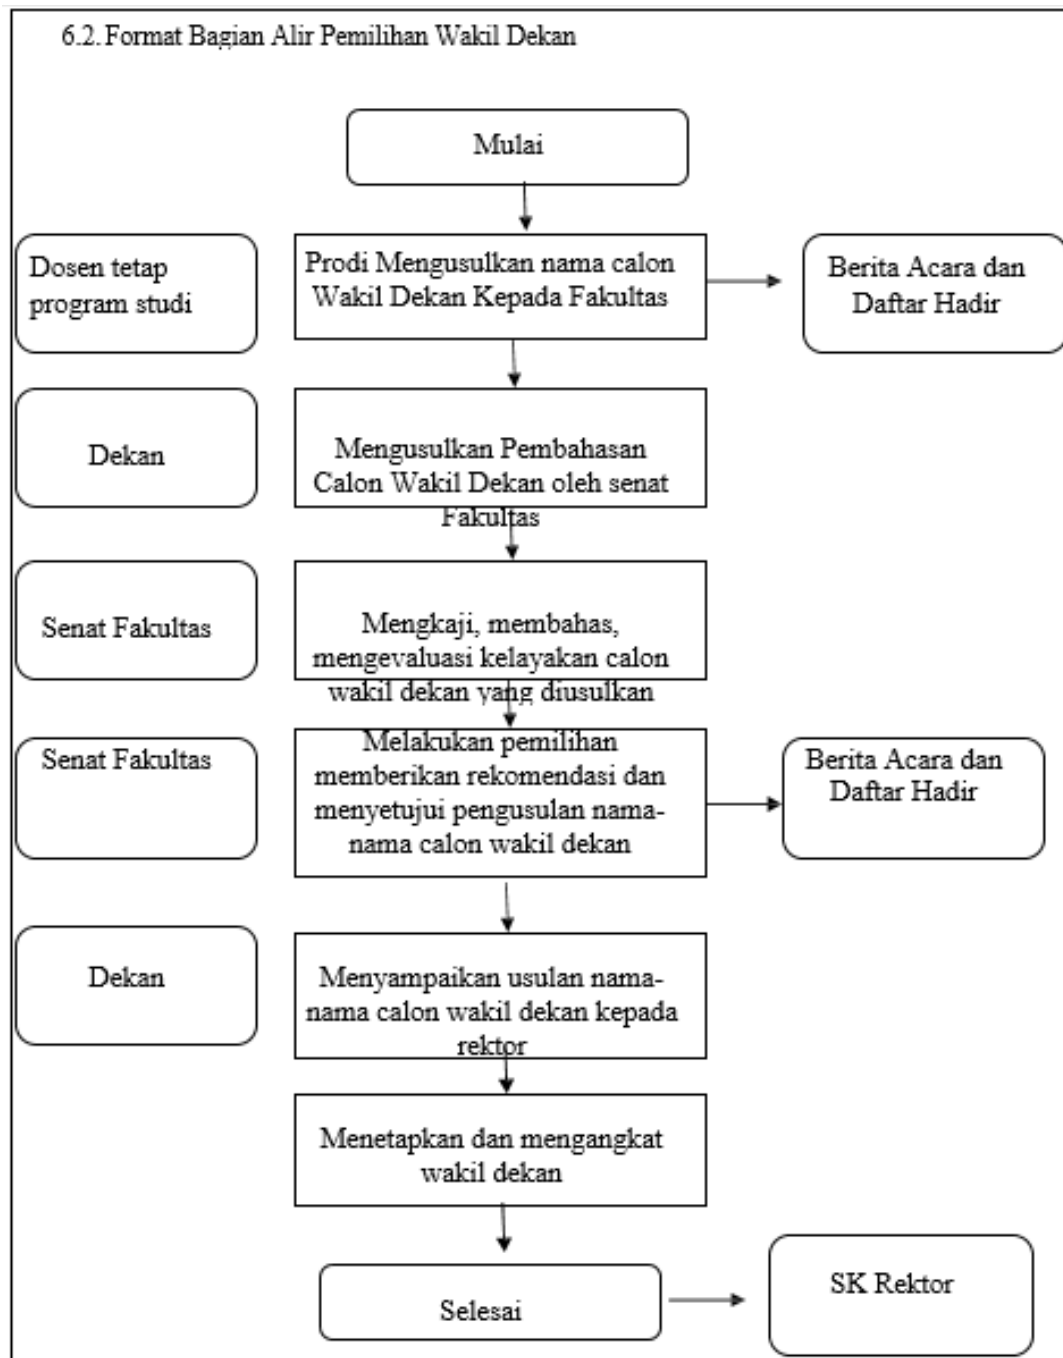 6.2. Format Bagian Alir Pemilihan Wakil Dekan
Mulai
Dosen tetap
program studi
Prodi Mengusulkan nama calon
Wakil Dekan Kepada Fakultas
Berita Acara dan
Daftar Hadir
Dekan
Mengusulkan Pembahasan
Calon Wakil Dekan oleh senat
Fakultas
Senat Fakultas
Mengkaji, membahas,
mengevaluasi kelayakan calon
wakil dekan yang diusulkan
Senat Fakultas
Melakukan pemilihan
memberikan rekomendasi dan
menyetujui pengusulan nama-
nama calon wakil dekan
Berita Acara dan
Daftar Hadir
Dekan
Menyampaikan usulan nama-
nama calon wakil dekan kepada
rektor
Menetapkan dan mengangkat
wakil dekan
Selesai
SK Rektor